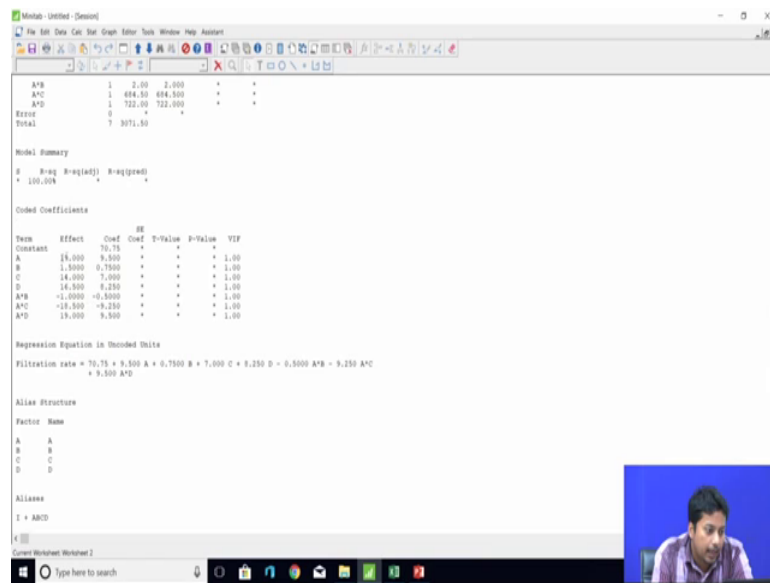 Minitab - Untitled - [Session]
File Edit Data Calc Stat Graph Editor Tools Window Help Assistant
A*B 1 2.00 2.000 * *
A*C 1 684.50 684.500 * *
A*D 1 722.00 722.000 * *
Error 0 * *
Total 7 3071.50
Model Summary
S R-sq R-sq(adj) R-sq(pred)
* 100.00% * *
Coded Coefficients
SE
Term Effect Coef Coef T-Value P-Value VIF
Constant 70.75 * * *
A 19.000 9.500 * * * 1.00
B 1.5000 0.7500 * * * 1.00
C 14.000 7.000 * * * 1.00
D 16.500 8.250 * * * 1.00
A*B -1.0000 -0.5000 * * * 1.00
A*C -18.500 -9.250 * * * 1.00
A*D 19.000 9.500 * * * 1.00
Regression Equation in Uncoded Units
Filtration rate = 70.75 + 9.500 A + 0.7500 B + 7.000 C + 8.250 D - 0.5000 A*B - 9.250 A*C
+ 9.500 A*D
Alias Structure
Factor Name
A A
B B
C C
D D
Aliases
I + ABCD
Current Worksheet: Worksheet 2
Type here to search